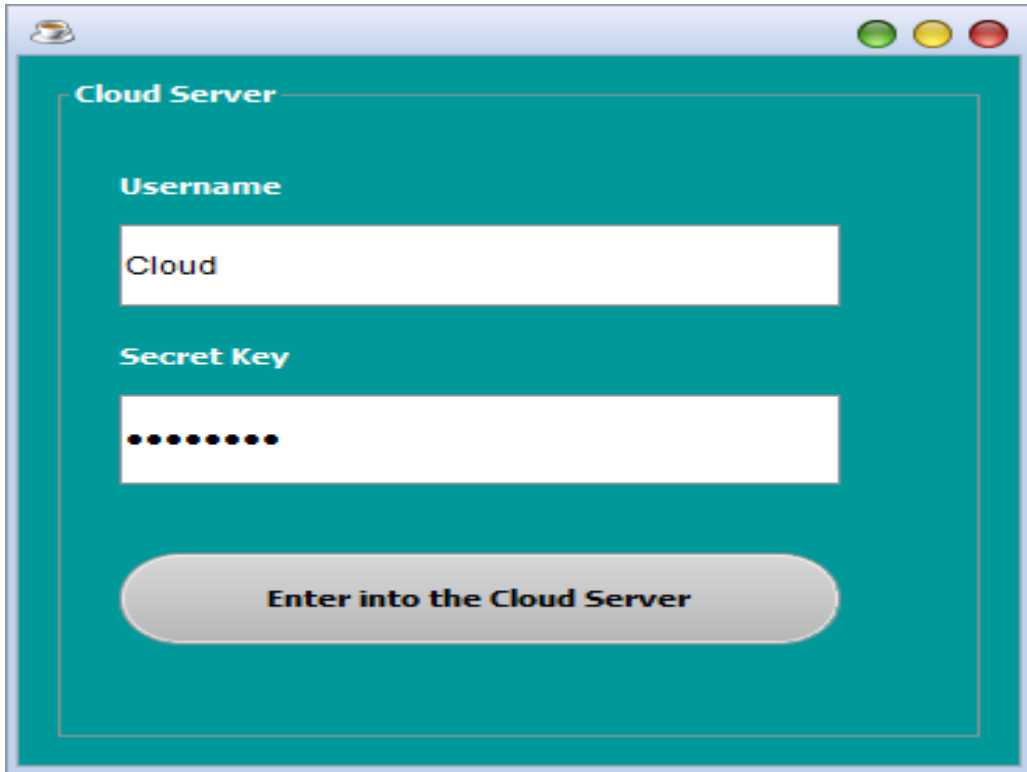 Cloud Server
Username
Cloud
Secret Key
••••••••
Enter into the Cloud Server